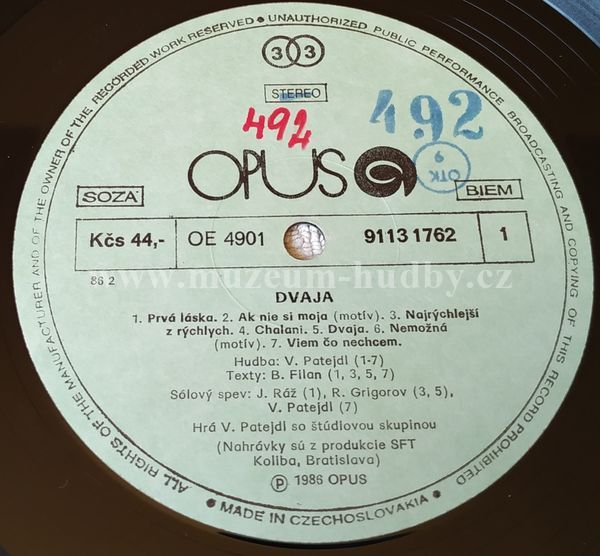 ALL RIGHTS OF THE MANUFACTURER AND OF THE OWNER OF THE RECORDED WORK RESERVED • UNAUTHORIZED PUBLIC PERFORMANCE BROADCASTING AND COPYING OF THIS RECORD PROHIBITED
33
STEREO
492
492
OPUS
OTK
9
SOZA
BIEM
Kčs 44,-
OE 4901
9113 1762
1
86 2
www.muzeum-hudby.cz
DVAJA
1. Prvá láska. 2. Ak nie si moja (motív). 3. Najrýchlejší
z rýchlych. 4. Chalani. 5. Dvaja. 6. Nemožná
(motív). 7. Viem čo nechcem.
Hudba: V. Patejdl (1-7)
Texty: B. Filan (1, 3, 5, 7)
Sólový spev: J. Ráž (1), R. Grigorov (3, 5),
V. Patejdl (7)
Hrá V. Patejdl so štúdiovou skupinou
(Nahrávky sú z produkcie SFT
Koliba, Bratislava)
Ⓟ 1986 OPUS
• MADE IN CZECHOSLOVAKIA •